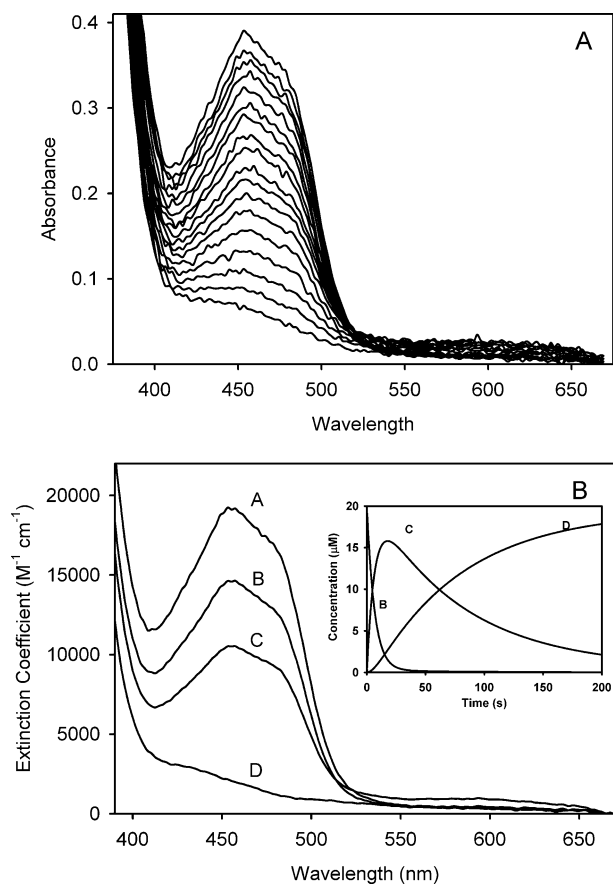 A
0.4
0.3
0.2
0.1
0.0
Absorbance
400 450 500 550 600 650
Wavelength
B
20000
15000
10000
5000
0
Extinction Coefficient (M-1 cm-1)
A
B
C
D
20
15
10
5
0
Concentration (µM)
C
D
B
0 50 100 150 200
Time (s)
400 450 500 550 600 650
Wavelength (nm)